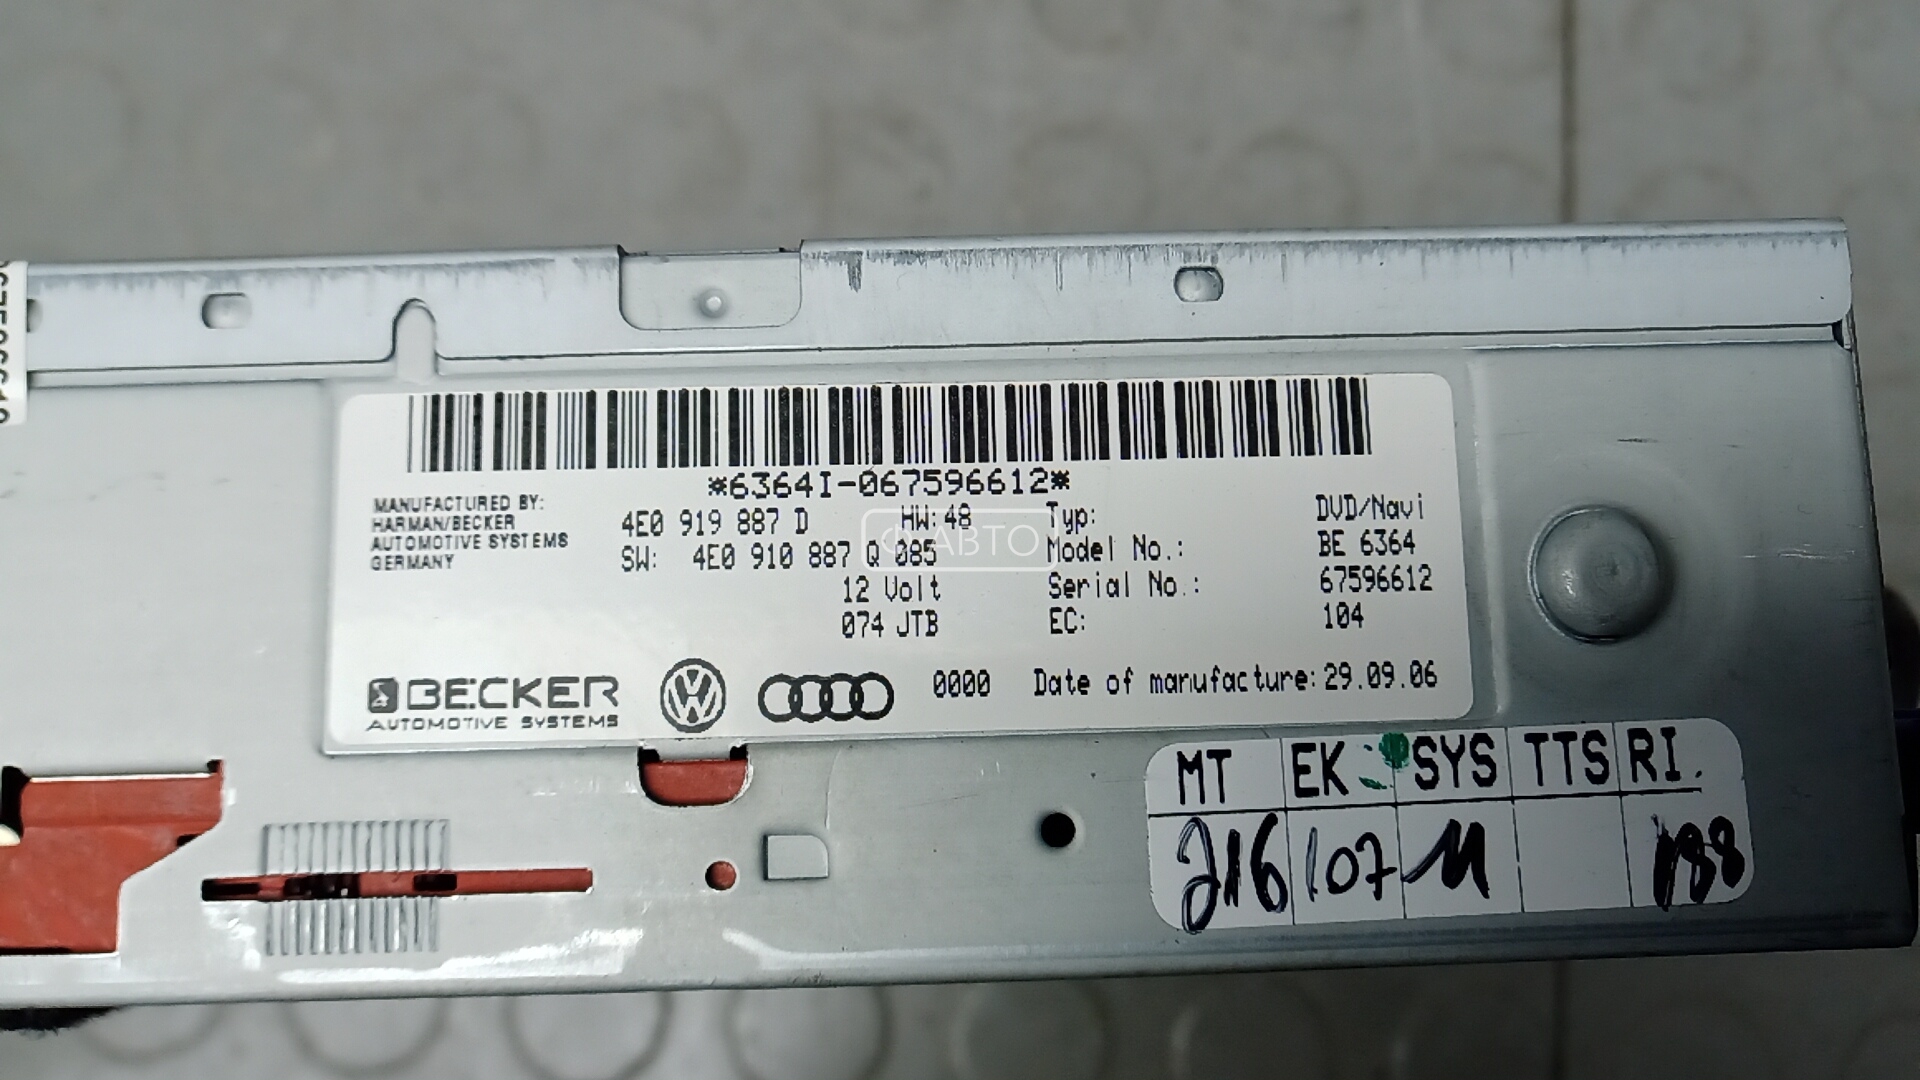 *6364I-067596612*
MANUFACTURED BY:
HARMAN/BECKER
AUTOMOTIVE SYSTEMS
GERMANY
4E0 919 887 D HW: 48
SW: 4E0 910 887 Q 085
12 Volt
074 JTB
Typ: DVD/Navi
Model No.: BE 6364
Serial No.: 67596612
EC: 104
BECKER
AUTOMOTIVE SYSTEMS
0000 Date of manufacture: 29.09.06
АВТО
MT EK SYS TTS RI.
216 107 11 188